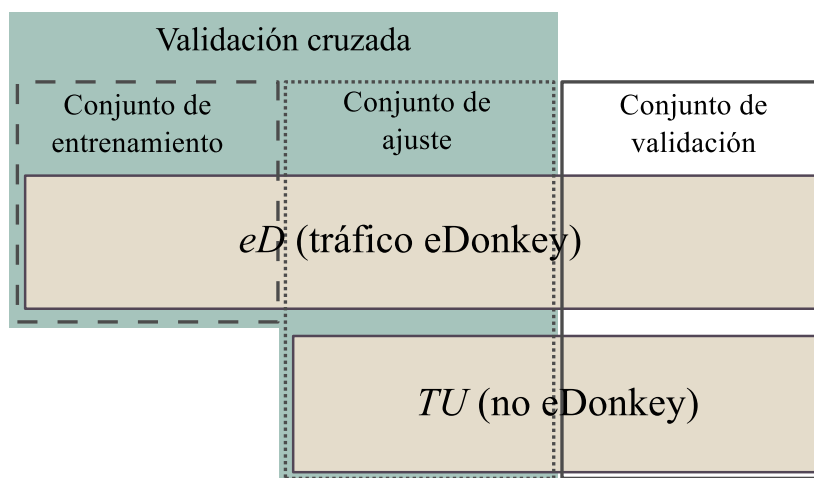 Validación cruzada
Conjunto de
entrenamiento
Conjunto de
ajuste
Conjunto de
validación
eD (tráfico eDonkey)
TU (no eDonkey)